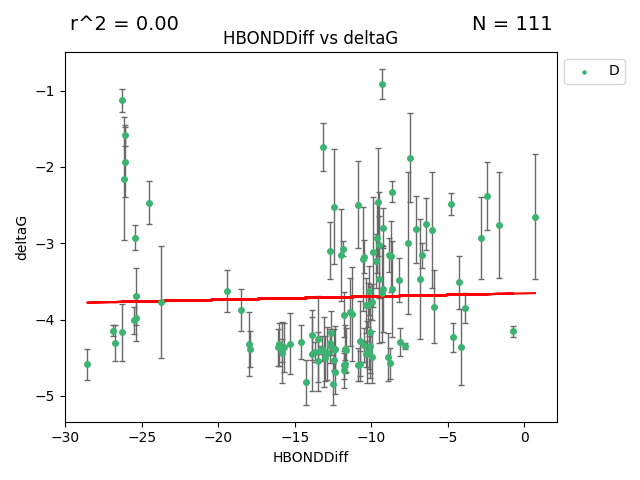 r^2 = 0.00
N = 111
HBONDDiff vs deltaG
D
deltaG
−1
−2
−3
−4
−5
−30
−25
−20
−15
−10
−5
0
HBONDDiff